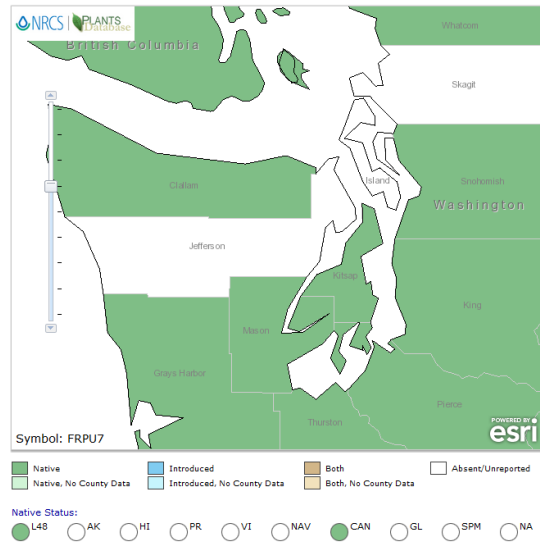 NRCS PLANTS Database
British Columbia
Whatcom
Skagit
Island
Clallam
Snohomish
Washington
Jefferson
Kitsap
King
Mason
Grays Harbor
Pierce
Thurston
Symbol: FRPU7
POWERED BY
esri
Native Introduced Both Absent/Unreported
Native, No County Data Introduced, No County Data Both, No County Data
Native Status:
L48 AK HI PR VI NAV CAN GL SPM NA